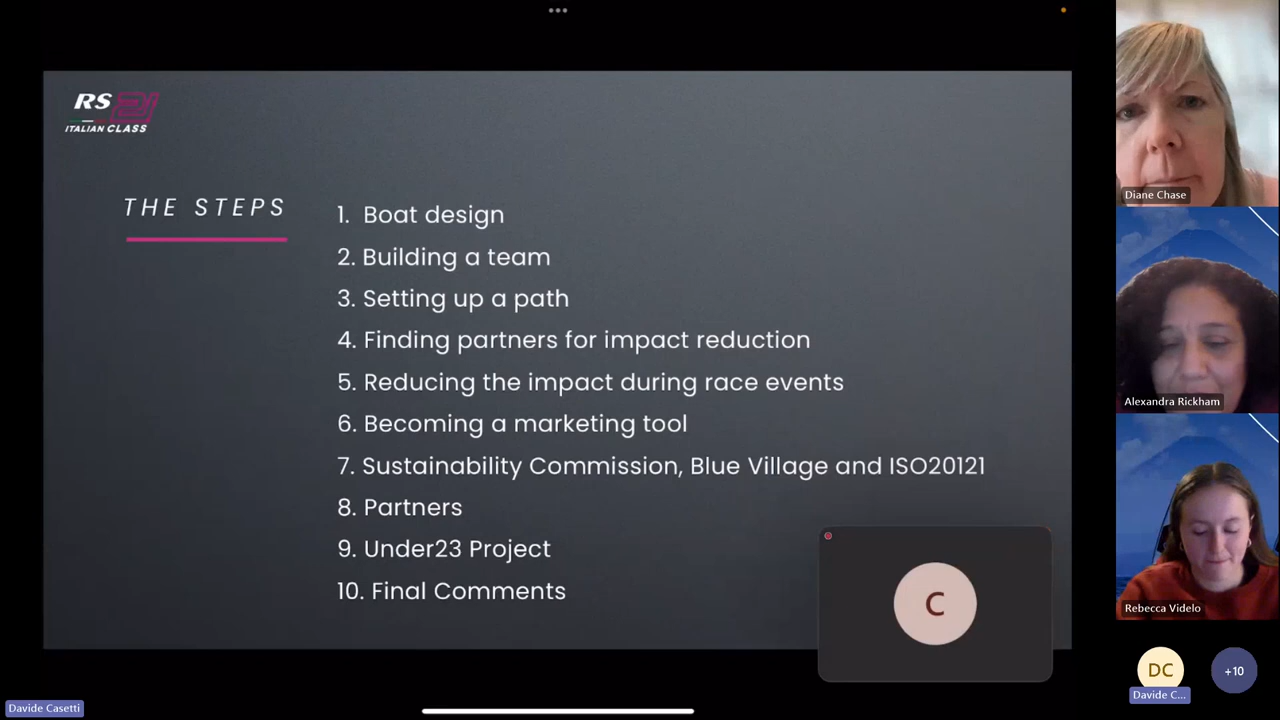 RS21
ITALIAN CLASS
THE STEPS
1. Boat design
2. Building a team
3. Setting up a path
4. Finding partners for impact reduction
5. Reducing the impact during race events
6. Becoming a marketing tool
7. Sustainability Commission, Blue Village and ISO20121
8. Partners
9. Under23 Project
10. Final Comments
C
Diane Chase
Alexandra Rickham
Rebecca Videlo
DC
Davide C...
+10
Davide Casetti